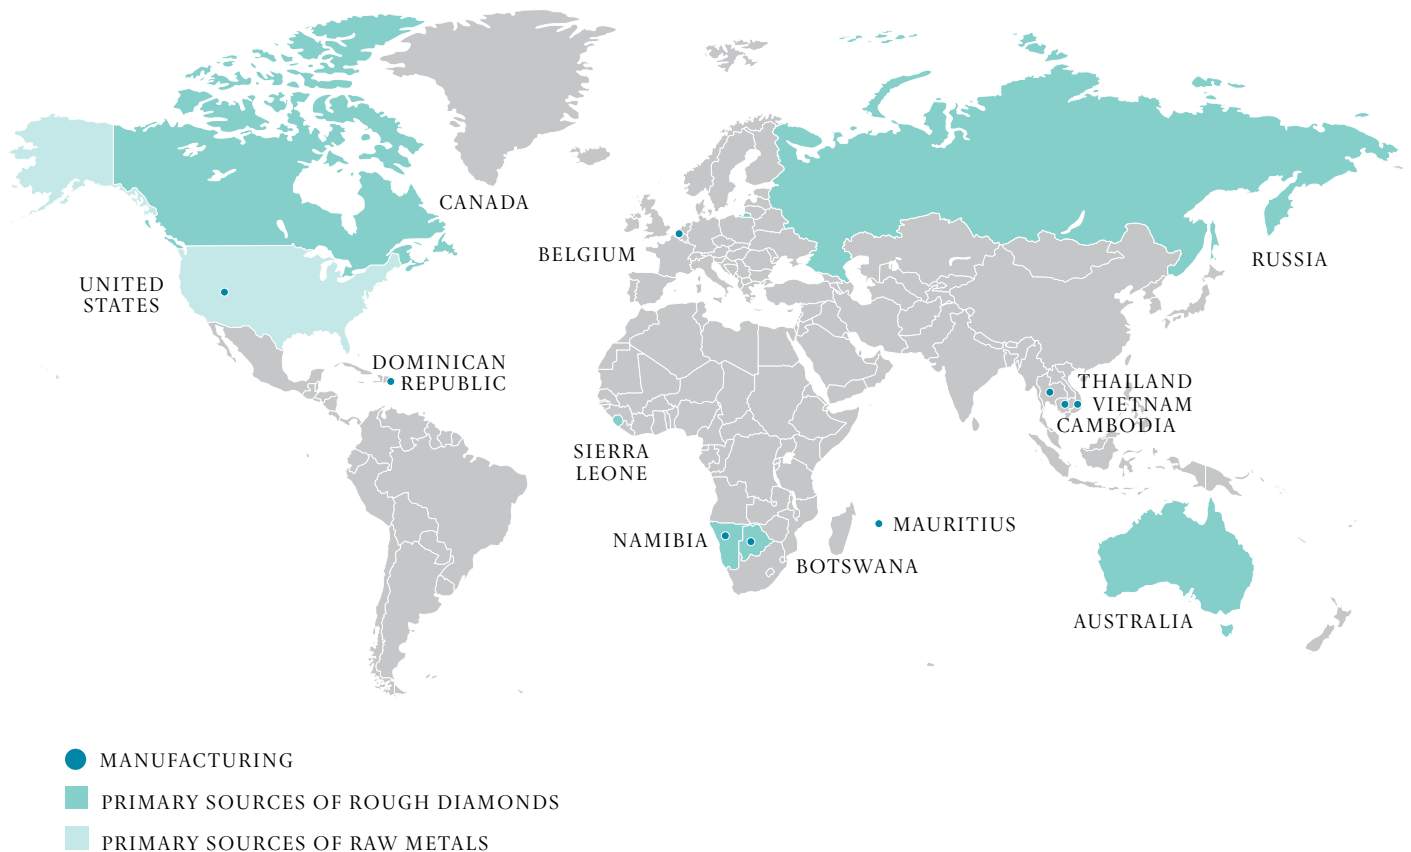 CANADA
BELGIUM
RUSSIA
UNITED
STATES
DOMINICAN
REPUBLIC
THAILAND
VIETNAM
CAMBODIA
SIERRA
LEONE
MAURITIUS
NAMIBIA
BOTSWANA
AUSTRALIA
MANUFACTURING
PRIMARY SOURCES OF ROUGH DIAMONDS
PRIMARY SOURCES OF RAW METALS